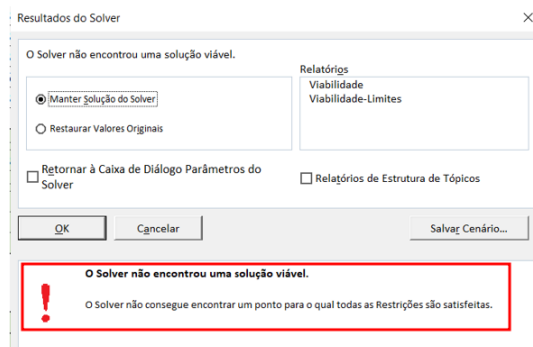 Resultados do Solver
O Solver não encontrou uma solução viável.
Relatórios
Viabilidade
Viabilidade-Limites
Manter Solução do Solver
Restaurar Valores Originais
Retornar à Caixa de Diálogo Parâmetros do
Solver
Relatórios de Estrutura de Tópicos
OK
Cancelar
Salvar Cenário...
O Solver não encontrou uma solução viável.
O Solver não consegue encontrar um ponto para o qual todas as Restrições são satisfeitas.